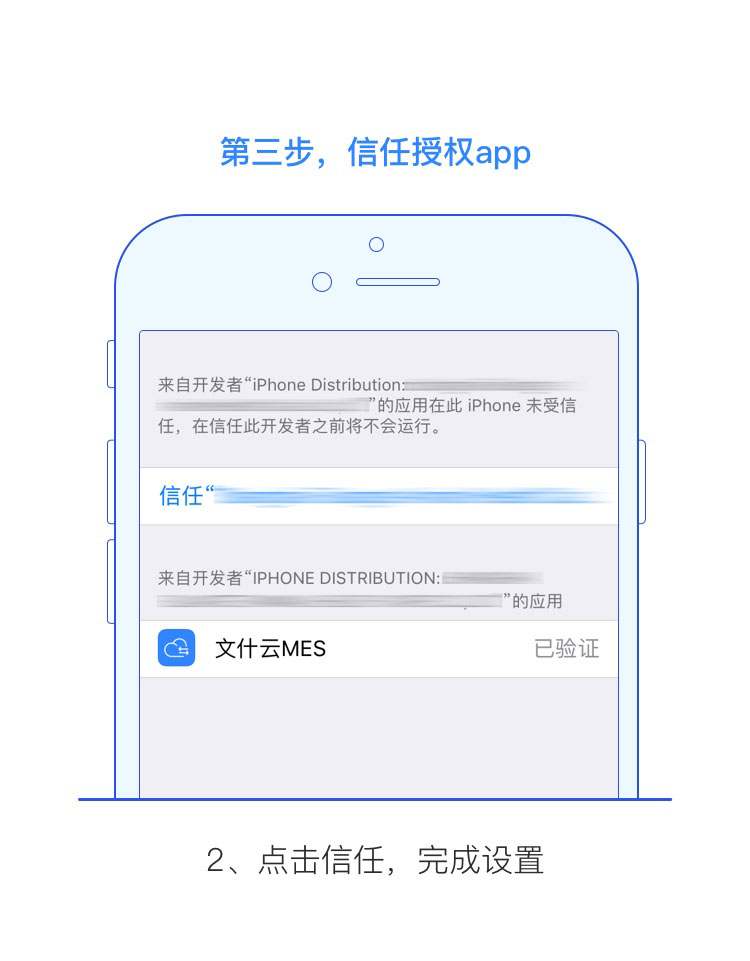 第三步，信任授权app
来自开发者“iPhone Distribution:
”的应用在此 iPhone 未受信
任，在信任此开发者之前将不会运行。
信任“
来自开发者“IPHONE DISTRIBUTION:
”的应用
文什云MES
已验证
2、点击信任，完成设置